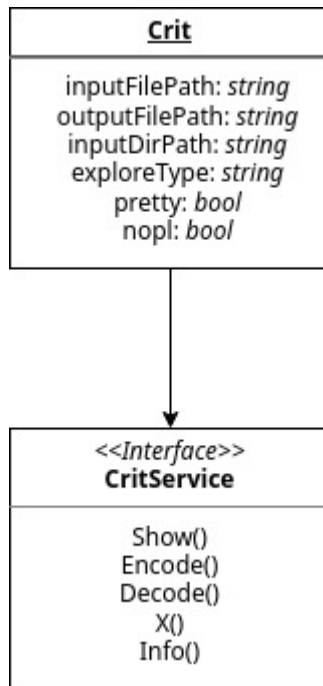 Crit
inputFilePath: string
outputFilePath: string
inputDirPath: string
exploreType: string
pretty: bool
nopl: bool
<<Interface>>
CritService
Show()
Encode()
Decode()
X()
Info()